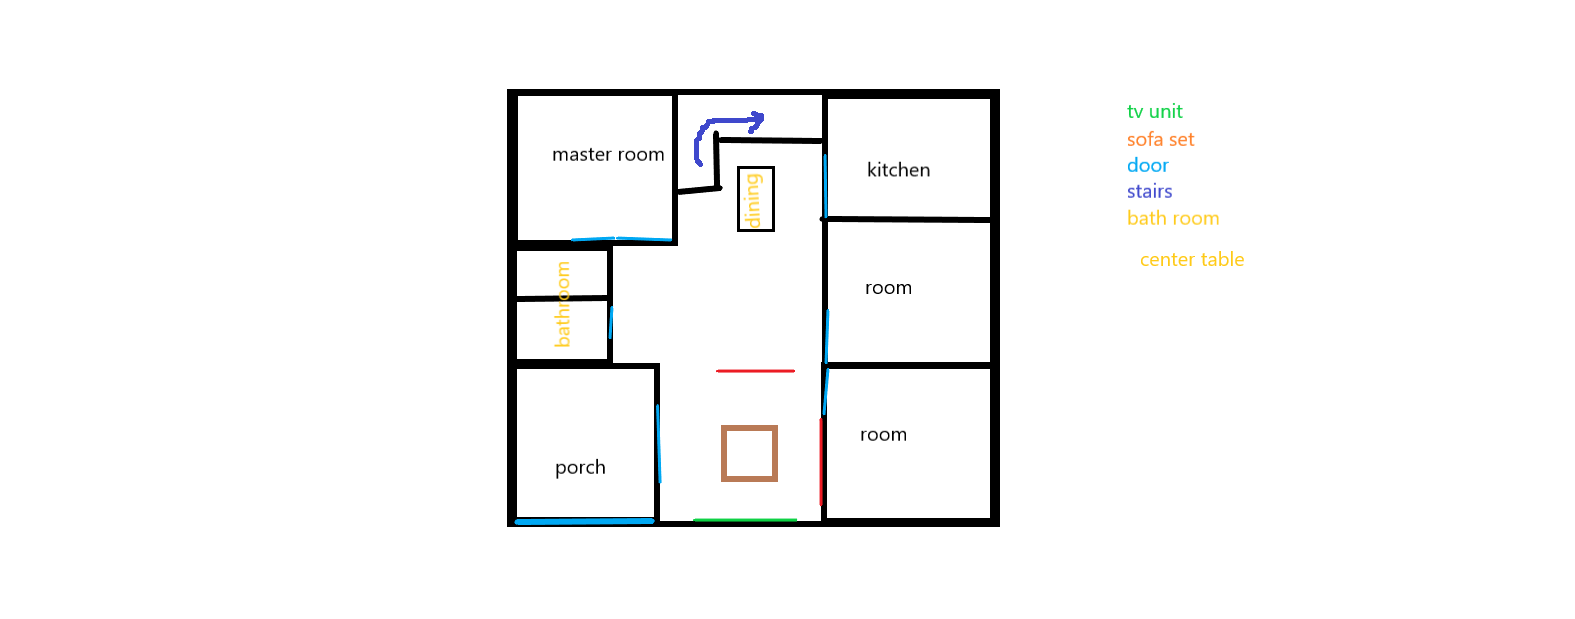 master room
dining
kitchen
bathroom
room
porch
room
tv unit
sofa set
door
stairs
bath room
center table